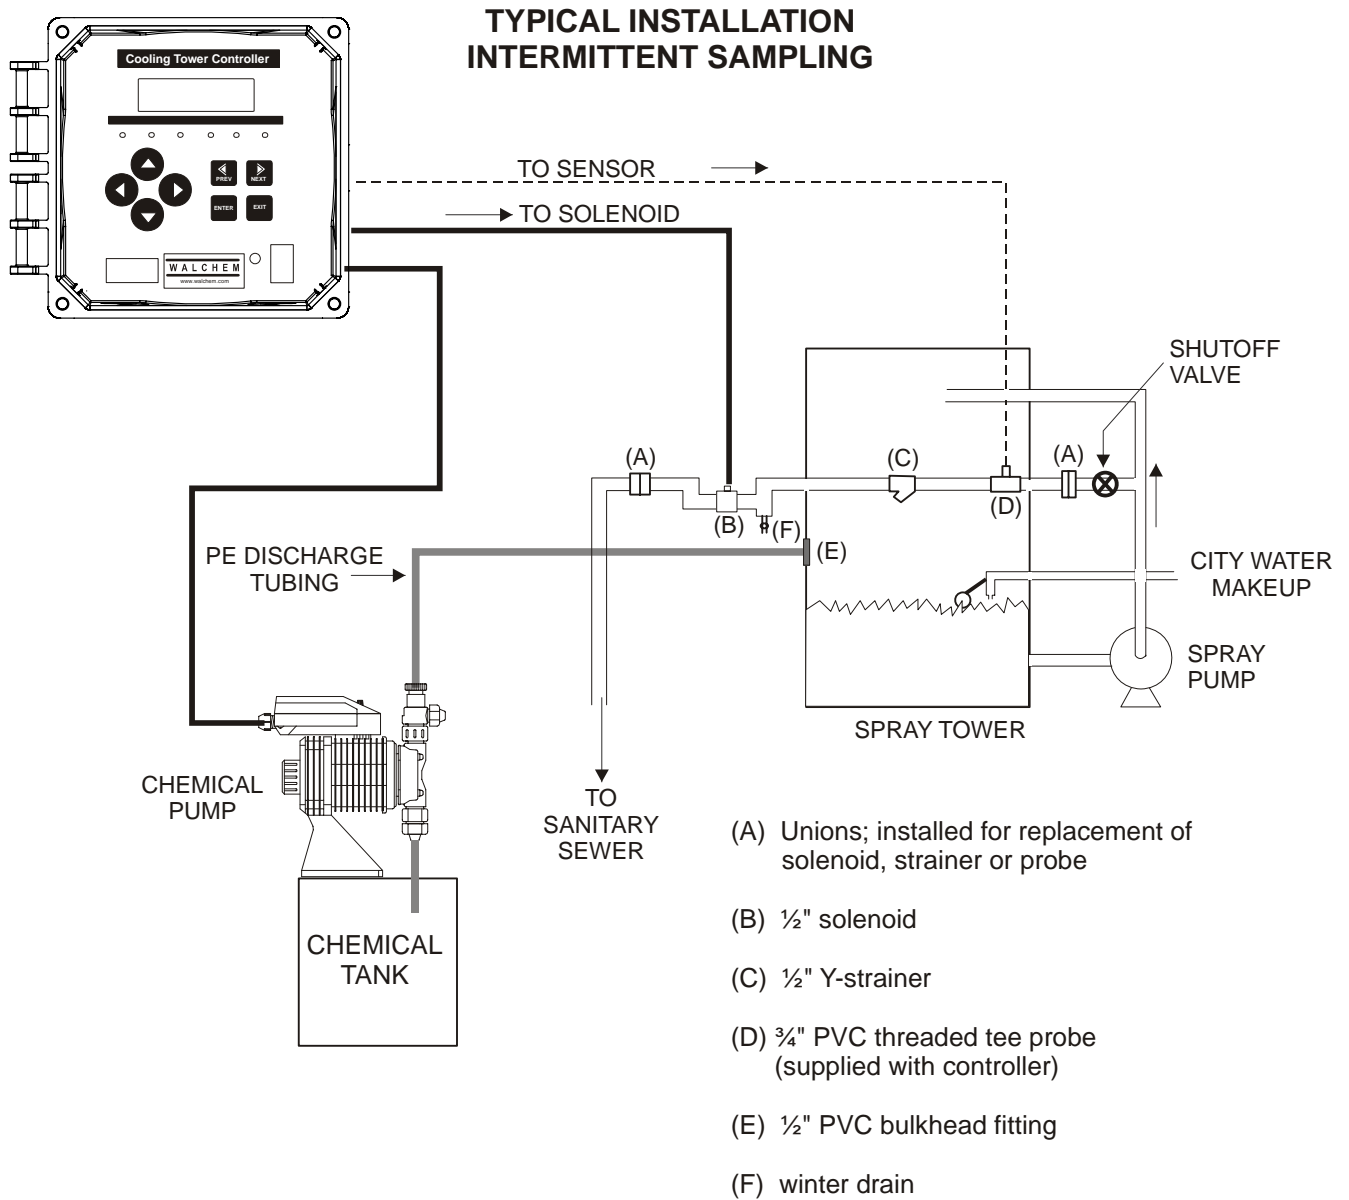 TYPICAL INSTALLATION
INTERMITTENT SAMPLING
Cooling Tower Controller
PREV
NEXT
ENTER
EXIT
WALCHEM
www.walchem.com
TO SENSOR
TO SOLENOID
SHUTOFF
VALVE
(A)
(C)
(A)
(B)
(F)
(D)
(E)
PE DISCHARGE
TUBING
CITY WATER
MAKEUP
SPRAY
PUMP
SPRAY TOWER
CHEMICAL
PUMP
TO
SANITARY
SEWER
CHEMICAL
TANK
(A) Unions; installed for replacement of
solenoid, strainer or probe
(B) ½" solenoid
(C) ½" Y-strainer
(D) ¾" PVC threaded tee probe
(supplied with controller)
(E) ½" PVC bulkhead fitting
(F) winter drain